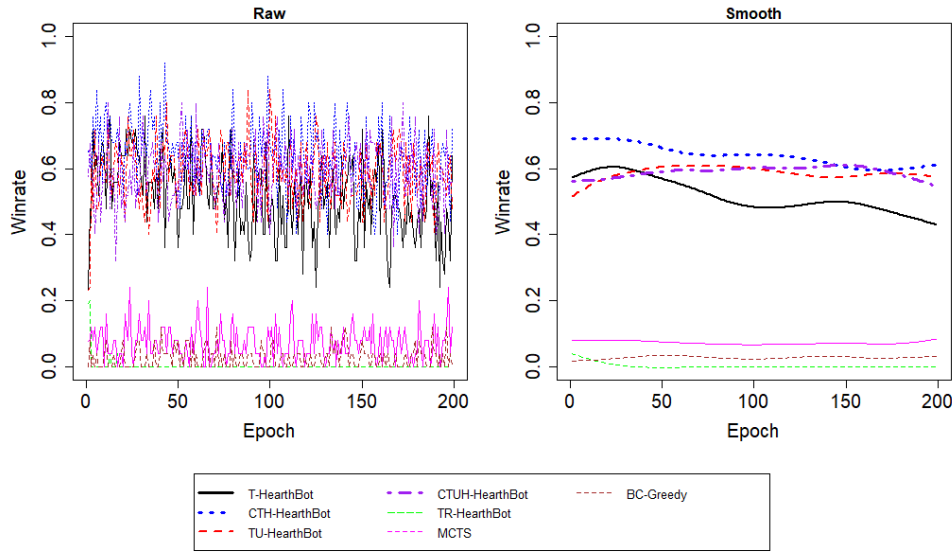 Raw
Smooth
Winrate
0.0 0.2 0.4 0.6 0.8 1.0
0 50 100 150 200
Epoch
Winrate
0.0 0.2 0.4 0.6 0.8 1.0
0 50 100 150 200
Epoch
T-HearthBot
CTH-HearthBot
TU-HearthBot
CTUH-HearthBot
TR-HearthBot
MCTS
BC-Greedy